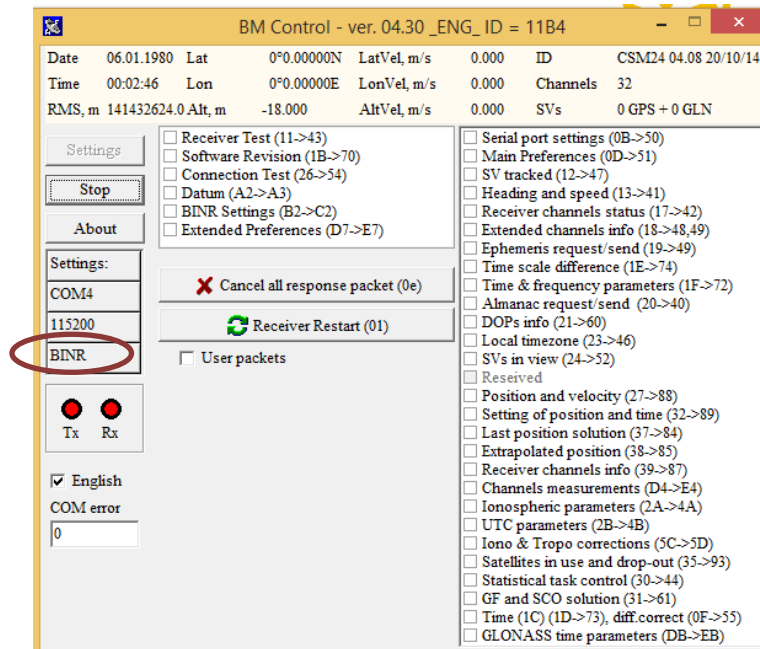 BM Control - ver. 04.30 _ENG_ ID = 11B4
Date 06.01.1980 Lat 0°0.00000N LatVel, m/s 0.000 ID CSM24 04.08 20/10/14
Time 00:02:46 Lon 0°0.00000E LonVel, m/s 0.000 Channels 32
RMS, m 141432624.0 Alt, m -18.000 AltVel, m/s 0.000 SVs 0 GPS + 0 GLN
Settings
Stop
About
Settings:
COM4
115200
BINR
Tx Rx
English
COM error
0
Receiver Test (11->43)
Software Revision (1B->70)
Connection Test (26->54)
Datum (A2->A3)
BINR Settings (B2->C2)
Extended Preferences (D7->E7)
Cancel all response packet (0e)
Receiver Restart (01)
User packets
Serial port settings (0B->50)
Main Preferences (0D->51)
SV tracked (12->47)
Heading and speed (13->41)
Receiver channels status (17->42)
Extended channels info (18->48,49)
Ephemeris request/send (19->49)
Time scale difference (1E->74)
Time & frequency parameters (1F->72)
Almanac request/send (20->40)
DOPs info (21->60)
Local timezone (23->46)
SVs in view (24->52)
Reseived
Position and velocity (27->88)
Setting of position and time (32->89)
Last position solution (37->84)
Extrapolated position (38->85)
Receiver channels info (39->87)
Channels measurements (D4->E4)
Ionospheric parameters (2A->4A)
UTC parameters (2B->4B)
Iono & Tropo corrections (5C->5D)
Satellites in use and drop-out (35->93)
Statistical task control (30->44)
GF and SCO solution (31->61)
Time (1C) (1D->73), diff.correct (0F->55)
GLONASS time parameters (DB->EB)